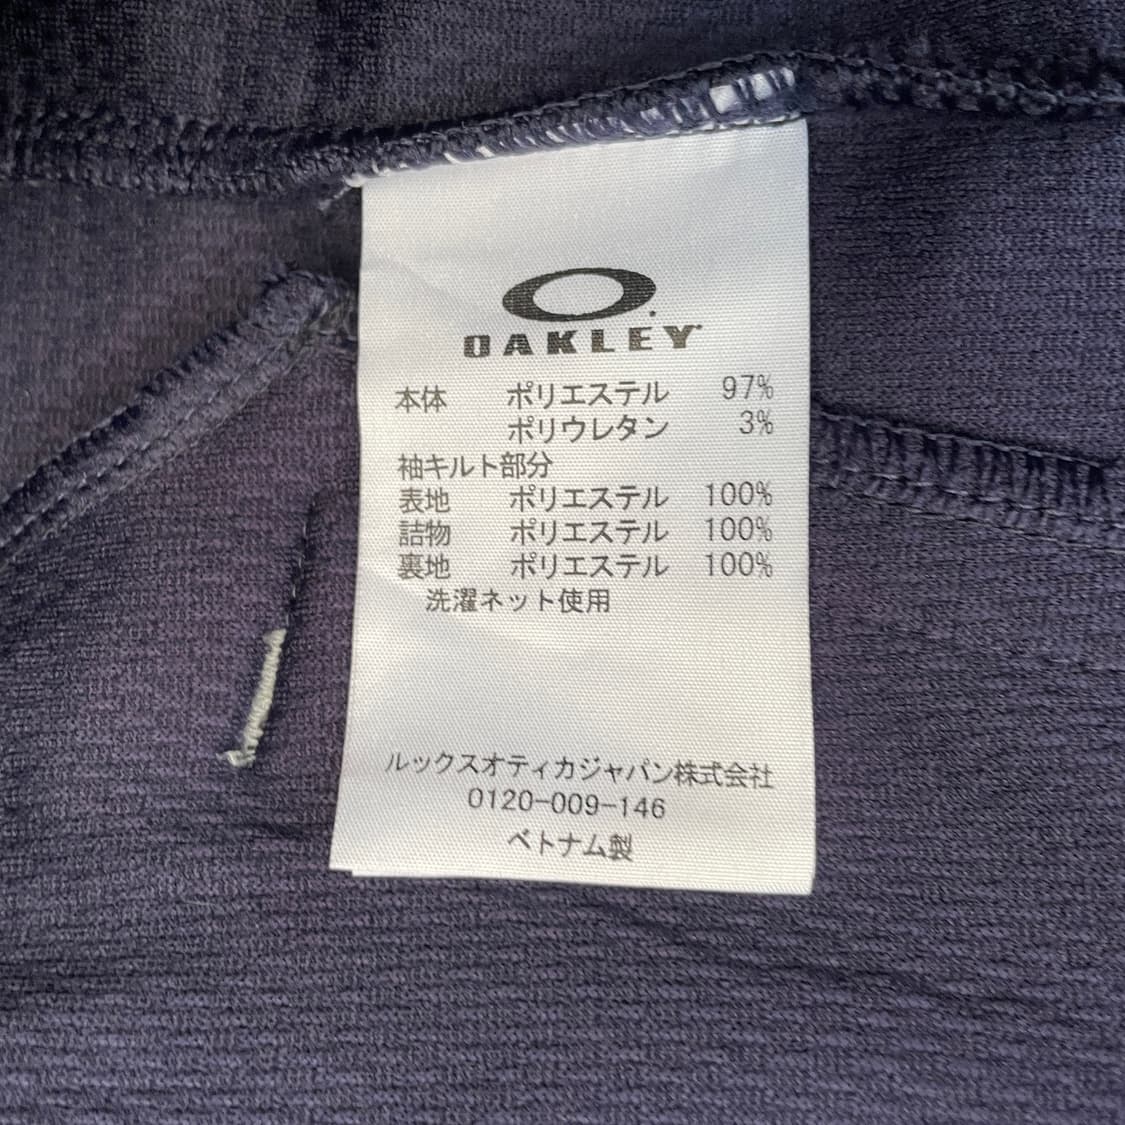 OAKLEY
本体 ポリエステル 97%
ポリウレタン 3%
袖キルト部分
表地 ポリエステル 100%
詰物 ポリエステル 100%
裏地 ポリエステル 100%
洗濯ネット使用
ルックスオティカジャパン株式会社
0120-009-146
ベトナム製